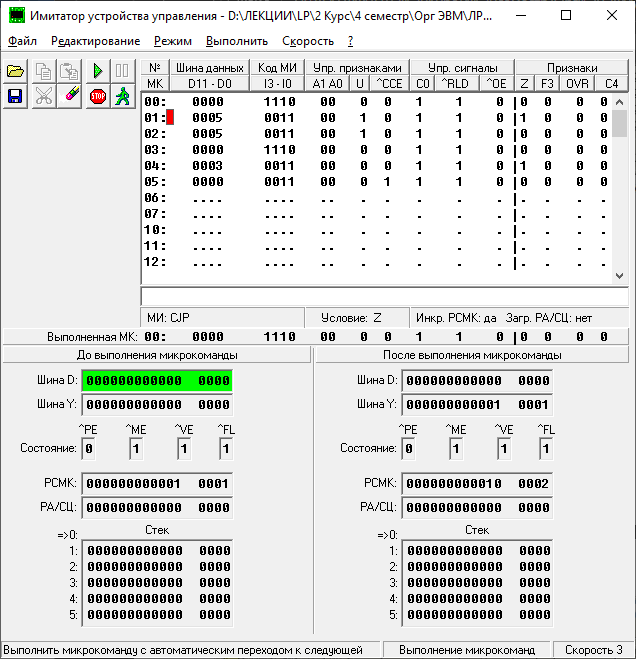 Имитатор устройства управления - D:\ЛЕКЦИИ\LP\2 Курс\4 семестр\Орг ЭВМ\ЛР...
Файл Редактирование Режим Выполнить Скорость ?
№ Шина данных Код МИ Упр. признаками Упр. сигналы Признаки
МК D11 - D0 I3 - I0 A1 A0 U ^CCE C0 ^RLD ^OE Z F3 OVR C4
00: 0000 1110 00 0 0 1 1 0 0 0 0 0
01: 0005 0011 00 1 0 1 1 0 1 0 0 0
02: 0005 0011 00 1 0 1 1 0 0 0 0 0
03: 0000 1110 00 0 0 1 1 0 0 0 0 0
04: 0003 0011 00 0 0 1 1 0 1 0 0 0
05: 0000 0011 00 0 1 1 1 0 0 0 0 0
06: .... .... .. . . . . . . . . .
07: .... .... .. . . . . . . . . .
10: .... .... .. . . . . . . . . .
11: .... .... .. . . . . . . . . .
12: .... .... .. . . . . . . . . .
МИ: CJP Условие: Z Инкр. РСМК: да Загр. РА/СЦ: нет
Выполненная МК: 00: 0000 1110 00 0 0 1 1 0 0 0 0 0
До выполнения микрокоманды После выполнения микрокоманды
Шина D: 000000000000 0000 Шина D: 000000000000 0000
Шина Y: 000000000000 0000 Шина Y: 000000000001 0001
^PE ^ME ^VE ^FL ^PE ^ME ^VE ^FL
Состояние: 0 1 1 0 Состояние: 0 1 1 0
РСМК: 000000000001 0001 РСМК: 000000000010 0002
РА/СЦ: 000000000000 0000 РА/СЦ: 000000000000 0000
=>0: Стек =>0: Стек
1: 000000000000 0000 1: 000000000000 0000
2: 000000000000 0000 2: 000000000000 0000
3: 000000000000 0000 3: 000000000000 0000
4: 000000000000 0000 4: 000000000000 0000
5: 000000000000 0000 5: 000000000000 0000
Выполнить микрокоманду с автоматическим переходом к следующей Выполнение микрокоманд Скорость 3